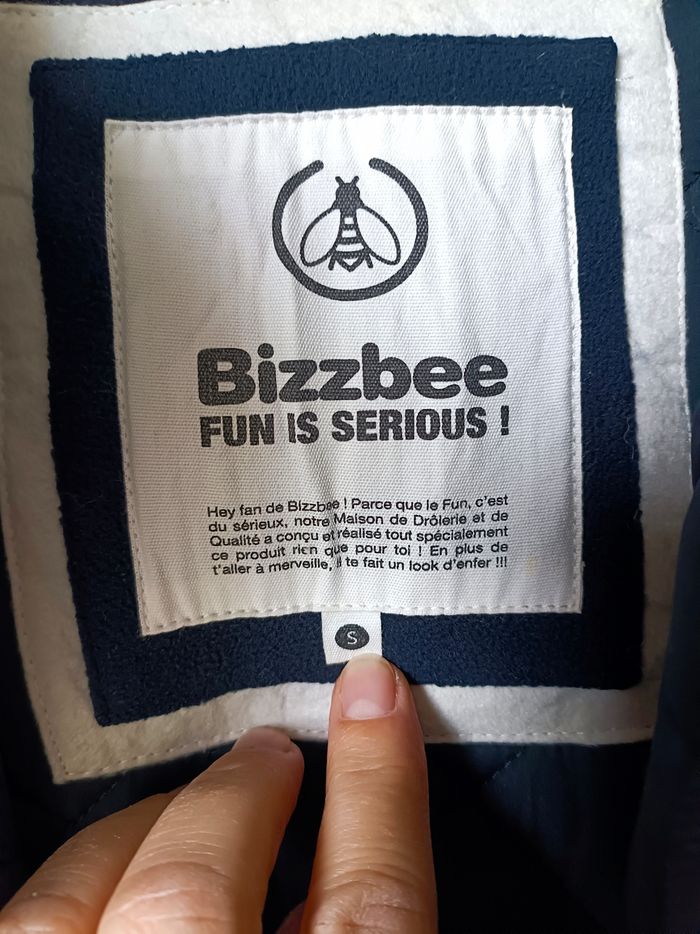 Bizzbee
FUN IS SERIOUS !
Hey fan de Bizzbee ! Parce que le Fun, c'est
du sérieux, notre Maison de Drôlerie et de
Qualité a conçu et réalisé tout spécialement
ce produit rien que pour toi ! En plus de
t'aller à merveille, il te fait un look d'enfer !!!
S